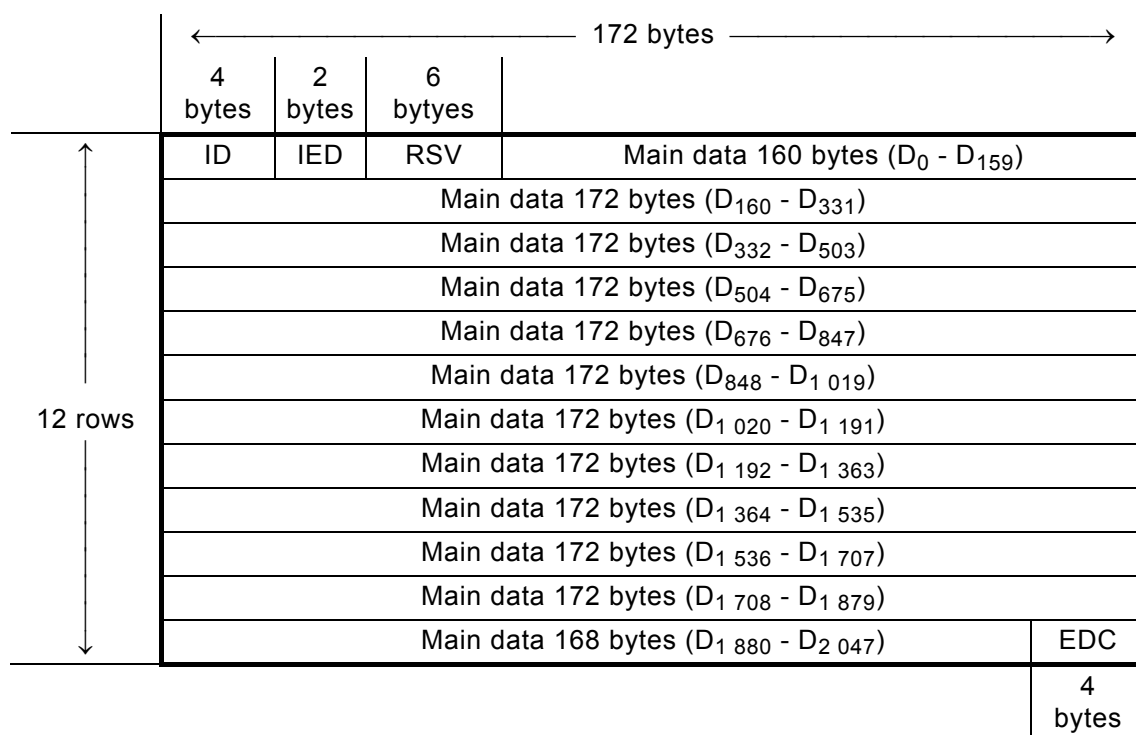 172 bytes
4 bytes
2 bytes
6 bytyes
ID IED RSV Main data 160 bytes (D0 - D159)
Main data 172 bytes (D160 - D331)
Main data 172 bytes (D332 - D503)
Main data 172 bytes (D504 - D675)
Main data 172 bytes (D676 - D847)
Main data 172 bytes (D848 - D1 019)
12 rows
Main data 172 bytes (D1 020 - D1 191)
Main data 172 bytes (D1 192 - D1 363)
Main data 172 bytes (D1 364 - D1 535)
Main data 172 bytes (D1 536 - D1 707)
Main data 172 bytes (D1 708 - D1 879)
Main data 168 bytes (D1 880 - D2 047) EDC
4
bytes